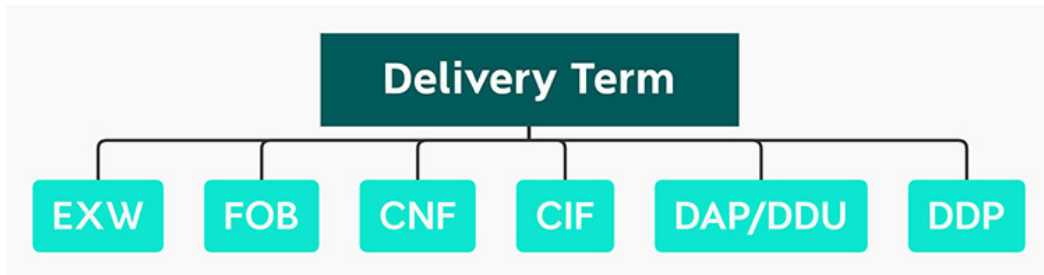 Delivery Term
EXW
FOB
CNF
CIF
DAP/DDU
DDP